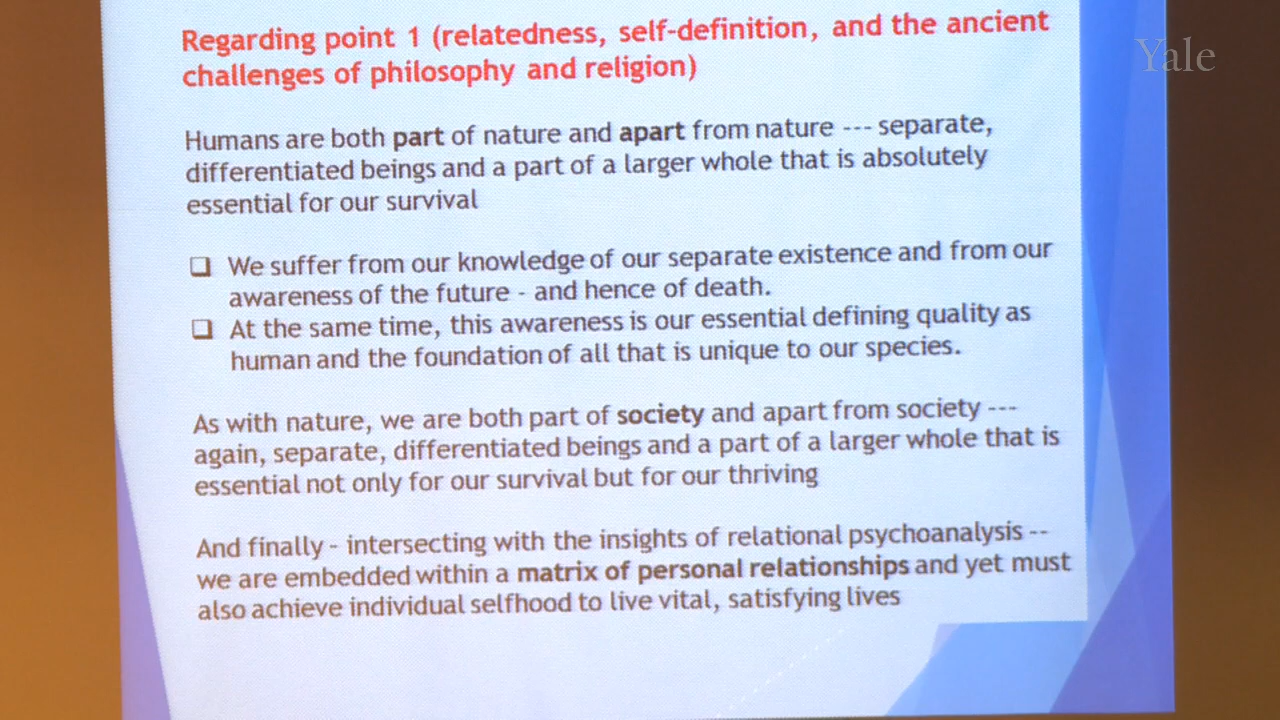 Regarding point 1 (relatedness, self-definition, and the ancient
challenges of philosophy and religion)
Yale
Humans are both part of nature and apart from nature --- separate,
differentiated beings and a part of a larger whole that is absolutely
essential for our survival
❑ We suffer from our knowledge of our separate existence and from our
awareness of the future - and hence of death.
❑ At the same time, this awareness is our essential defining quality as
human and the foundation of all that is unique to our species.
As with nature, we are both part of society and apart from society ---
again, separate, differentiated beings and a part of a larger whole that is
essential not only for our survival but for our thriving
And finally - intersecting with the insights of relational psychoanalysis --
we are embedded within a matrix of personal relationships and yet must
also achieve individual selfhood to live vital, satisfying lives